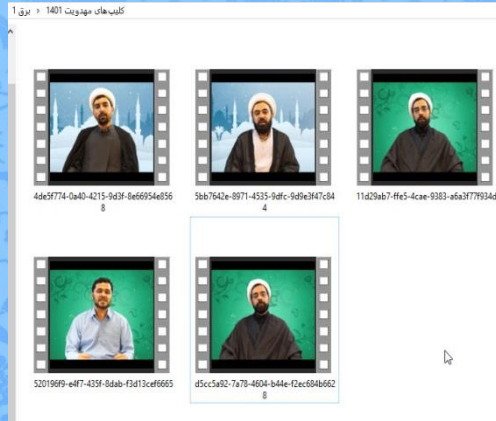 کلیپ‌های مهدویت 1401 › برق 1
4de5f774-0a40-4215-9d3f-8e66954e856
8
5bb7642e-8971-4535-9dfc-9d9e3f47c84
4
11d29ab7-ffe5-4cae-9383-a6a3f77f934d
520196f9-e4f7-435f-8dab-f3d13cef6665
d5cc5a92-7a78-4604-b44e-f2ec684b662
8